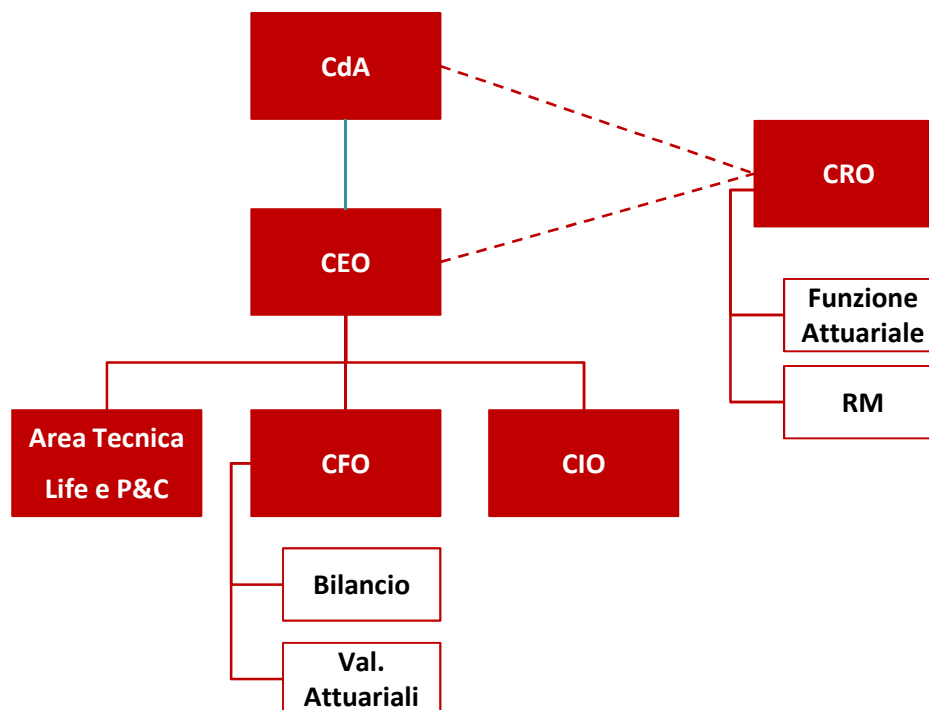 CdA
CRO
CEO
Funzione
Attuariale
RM
Area Tecnica
Life e P&C
CFO
CIO
Bilancio
Val.
Attuariali